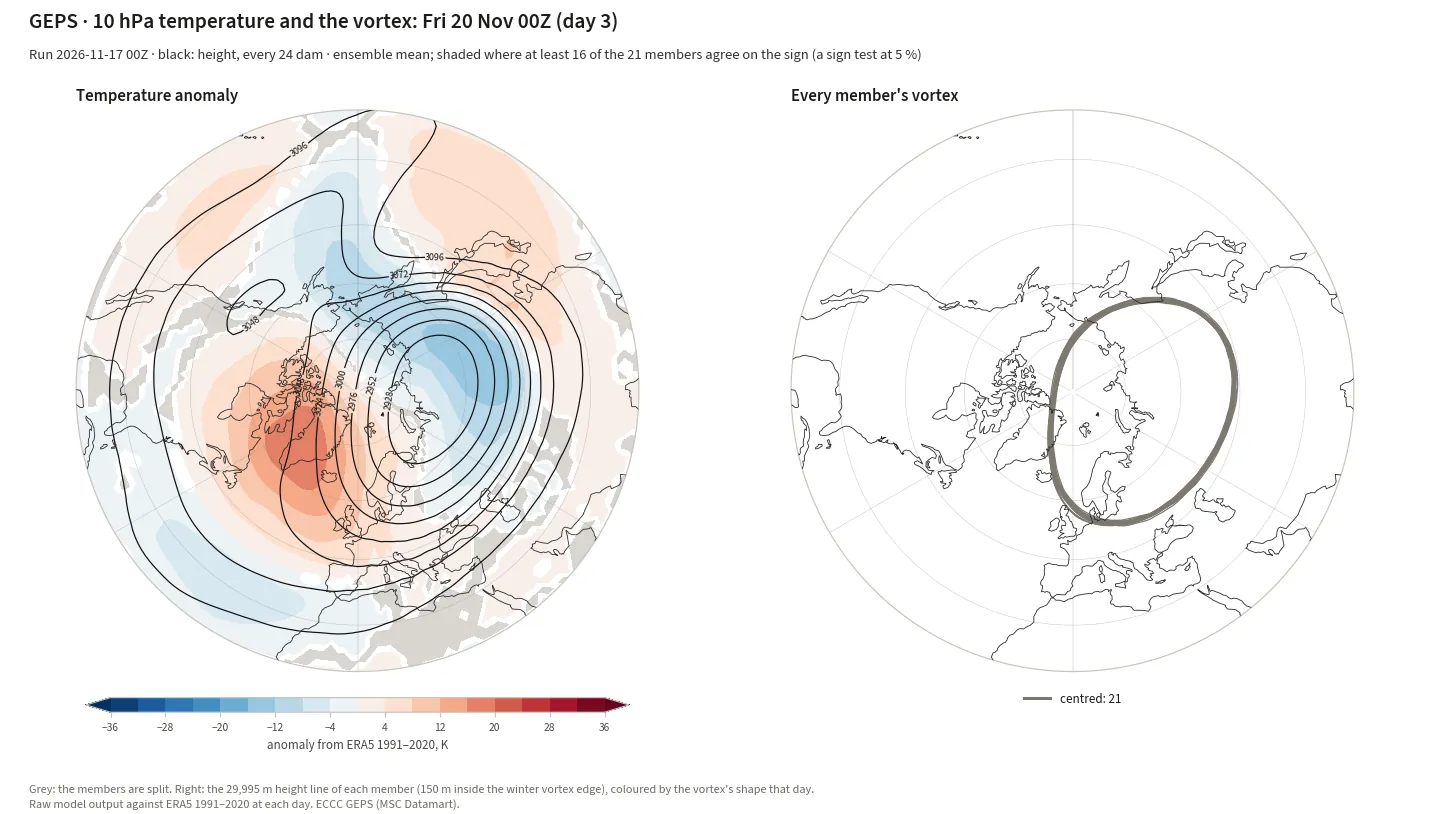 GEPS · 10 hPa temperature and the vortex: Fri 20 Nov 00Z (day 3)
Run 2026-11-17 00Z · black: height, every 24 dam · ensemble mean; shaded where at least 16 of the 21 members agree on the sign (a sign test at 5 %)
Temperature anomaly
Every member's vortex
3096
3096
3072
3048
3000
2976
2952
2928
centred: 21
−36 −28 −20 −12 −4 4 12 20 28 36
anomaly from ERA5 1991–2020, K
Grey: the members are split. Right: the 29,995 m height line of each member (150 m inside the winter vortex edge), coloured by the vortex's shape that day.
Raw model output against ERA5 1991–2020 at each day. ECCC GEPS (MSC Datamart).